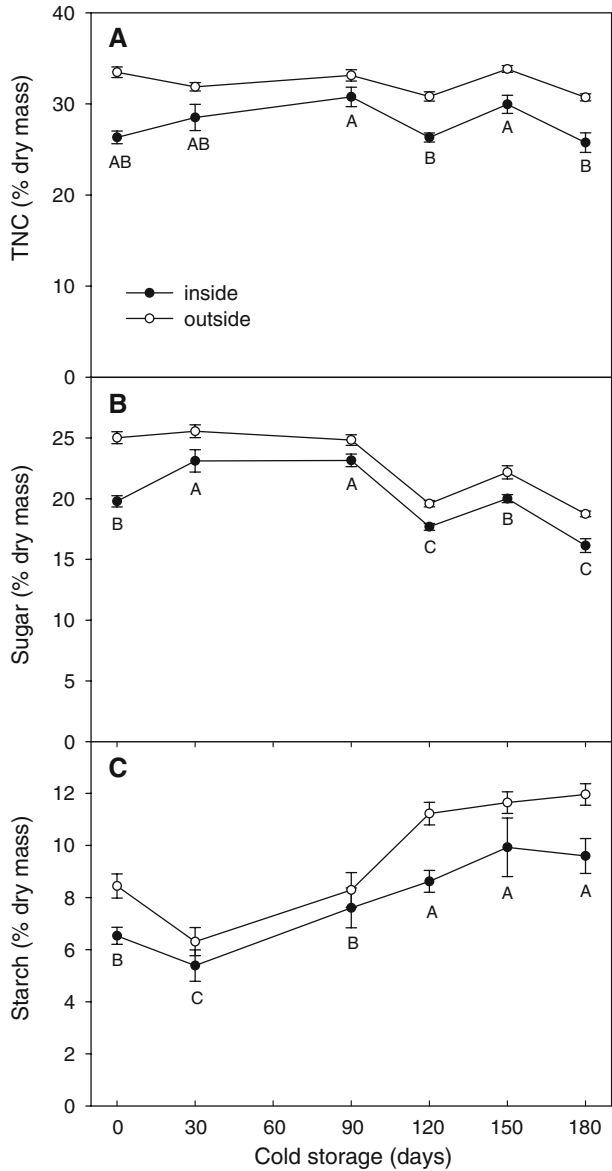 A
TNC (% dry mass)
40
30
20
10
0
AB
AB
A
B
A
B
inside
outside
B
Sugar (% dry mass)
25
20
15
10
5
0
B
A
A
C
B
C
C
Starch (% dry mass)
12
10
8
6
4
2
0
B
C
B
A
A
A
0 30 90 120 150 180
Cold storage (days)